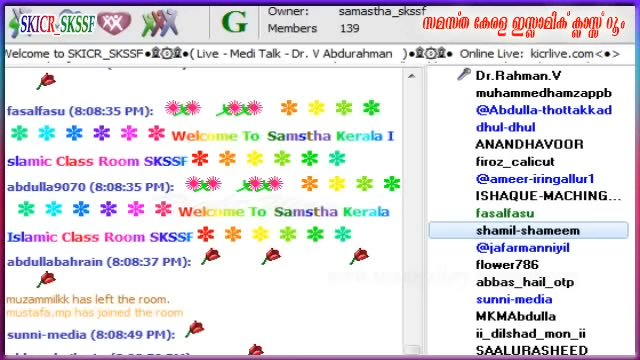 SKICR_SKSSF
G
Owner: samastha_skssf
Members 139
സമസ്ത കേരള ഇസ്ലാമിക് ക്ലാസ്സ് റൂം
Welcome to SKICR_SKSSF ( Live - Medi Talk - Dr. V Abdurahman ) Online Live: kicrlive.com <
fasalfasu (8:08:35 PM):
Welcome To Samstha Kerala I
slamic Class Room SKSSF
abdulla9070 (8:08:35 PM):
Welcome To Samstha Kerala
Islamic Class Room SKSSF
abdullabahrain (8:08:37 PM):
muzammilkk has left the room.
mustafa.mp has joined the room
sunni-media (8:08:49 PM):
Dr.Rahman.V
muhammedhamzappb
@Abdulla-thottakkad
dhul-dhul
ANANDHAVOOR
firoz_calicut
@ameer-iringallur1
ISHAQUE-MACHING...
fasalfasu
shamil-shameem
@jafarmanniyil
flower786
abbas_hail_otp
sunni-media
MKMAbdulla
ii_dilshad_mon_ii
SAALURASHEED